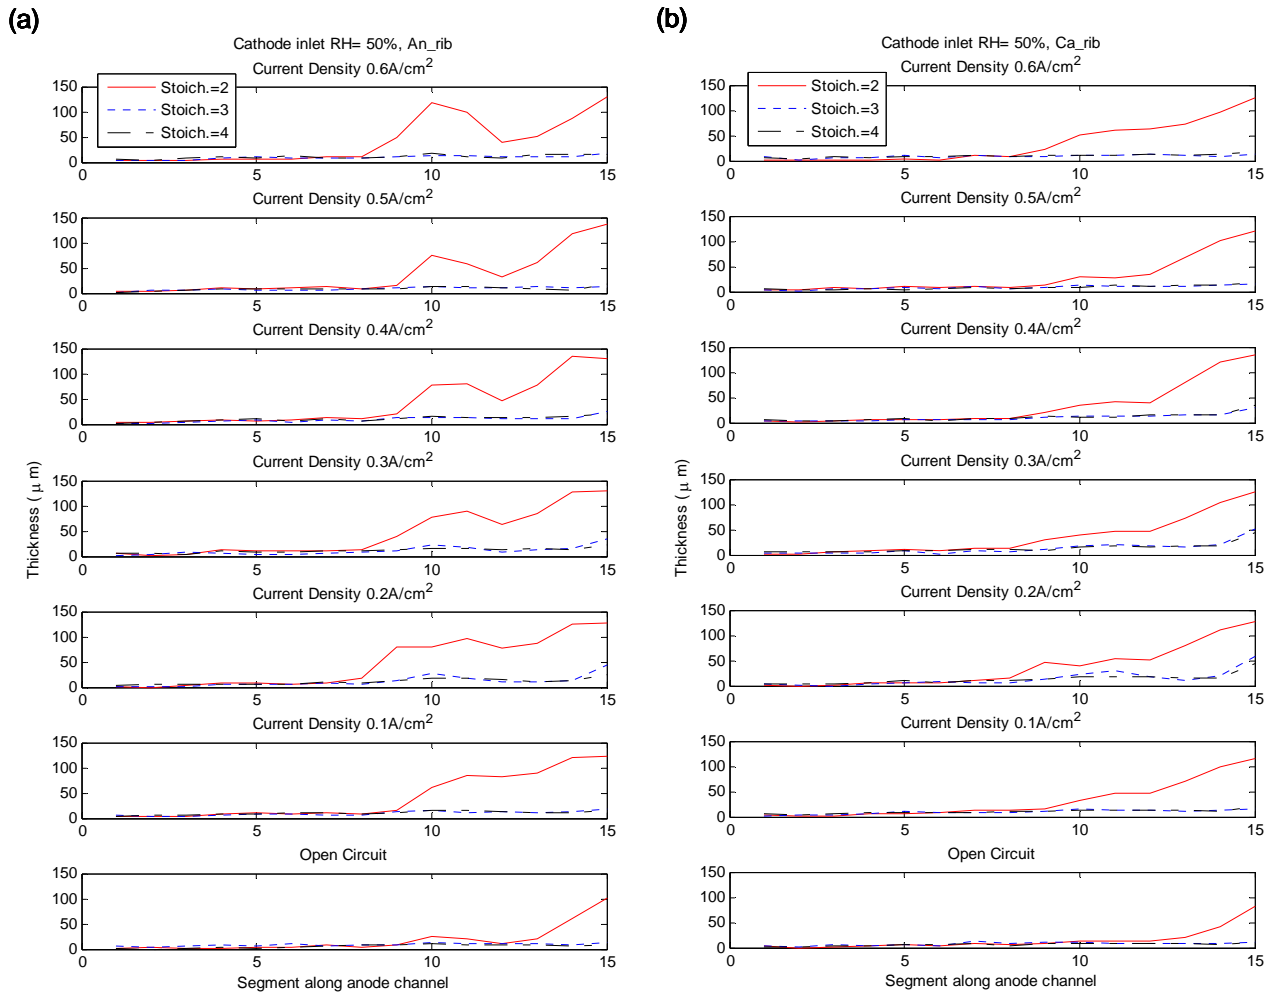 (a)
Cathode inlet RH= 50%, An_rib
Current Density 0.6A/cm2
150
100
50
0
Stoich.=2
Stoich.=3
Stoich.=4
0 5 10 15
Current Density 0.5A/cm2
150
100
50
0
0 5 10 15
Current Density 0.4A/cm2
150
100
50
0
0 5 10 15
Current Density 0.3A/cm2
150
100
50
0
0 5 10 15
Thickness ( μ m)
Current Density 0.2A/cm2
150
100
50
0
0 5 10 15
Current Density 0.1A/cm2
150
100
50
0
0 5 10 15
Open Circuit
150
100
50
0
0 5 10 15
Segment along anode channel
(b)
Cathode inlet RH= 50%, Ca_rib
Current Density 0.6A/cm2
150
100
50
0
Stoich.=2
Stoich.=3
Stoich.=4
0 5 10 15
Current Density 0.5A/cm2
150
100
50
0
0 5 10 15
Current Density 0.4A/cm2
150
100
50
0
0 5 10 15
Current Density 0.3A/cm2
150
100
50
0
0 5 10 15
Thickness ( μ m)
Current Density 0.2A/cm2
150
100
50
0
0 5 10 15
Current Density 0.1A/cm2
150
100
50
0
0 5 10 15
Open Circuit
150
100
50
0
0 5 10 15
Segment along anode channel